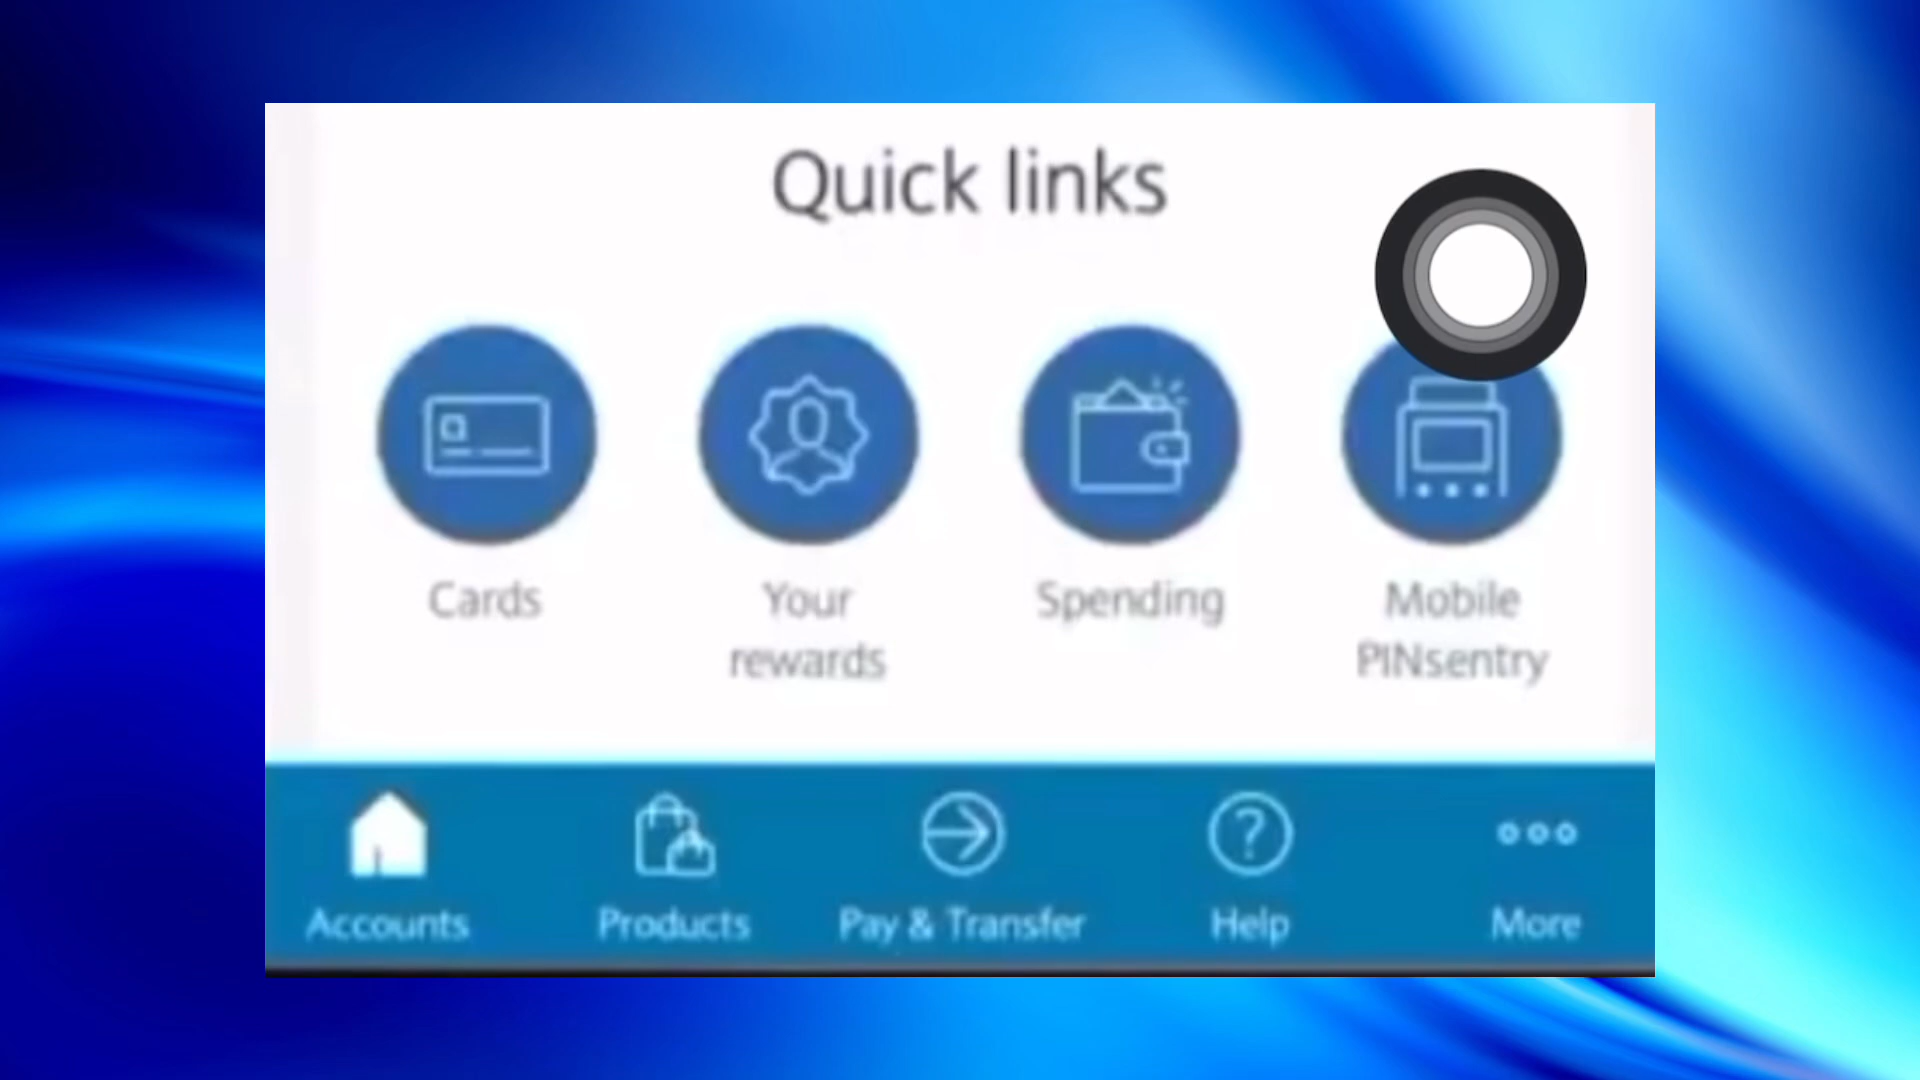 Quick links
Cards
Your
rewards
Spending
Mobile
PINsentry
Accounts
Products
Pay & Transfer
Help
More